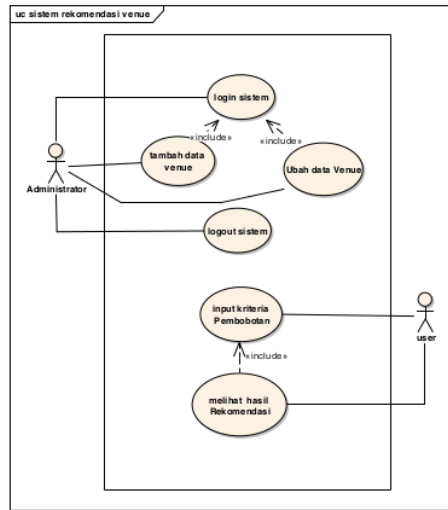 uc sistem rekomendasi venue
login sistem
«include»
«include»
tambah data
venue
Ubah data Venue
Administrator
logout sistem
input kriteria
Pembobotan
user
«include»
melihat hasil
Rekomendasi